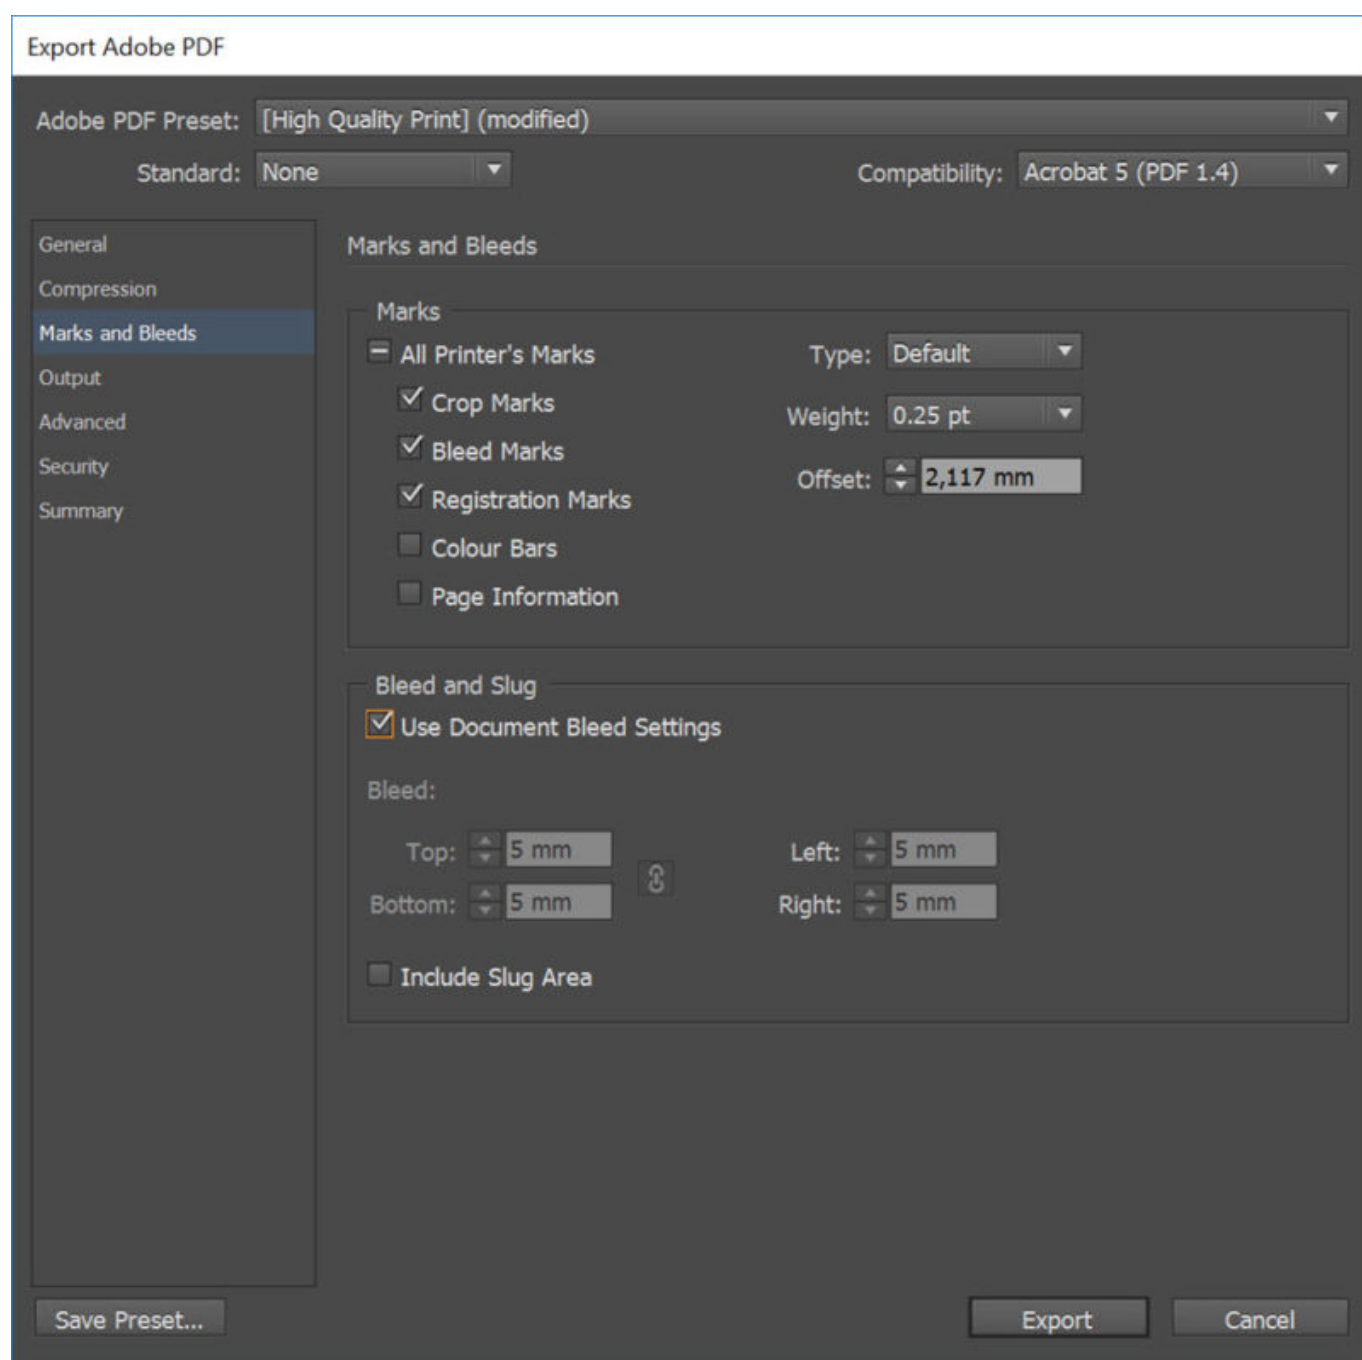 Export Adobe PDF
Adobe PDF Preset: [High Quality Print] (modified)
Standard: None Compatibility: Acrobat 5 (PDF 1.4)
General
Compression
Marks and Bleeds
Output
Advanced
Security
Summary
Marks and Bleeds
Marks
All Printer's Marks
Crop Marks
Bleed Marks
Registration Marks
Colour Bars
Page Information
Type: Default
Weight: 0.25 pt
Offset: 2,117 mm
Bleed and Slug
Use Document Bleed Settings
Bleed:
Top: 5 mm Left: 5 mm
Bottom: 5 mm Right: 5 mm
Include Slug Area
Save Preset... Export Cancel